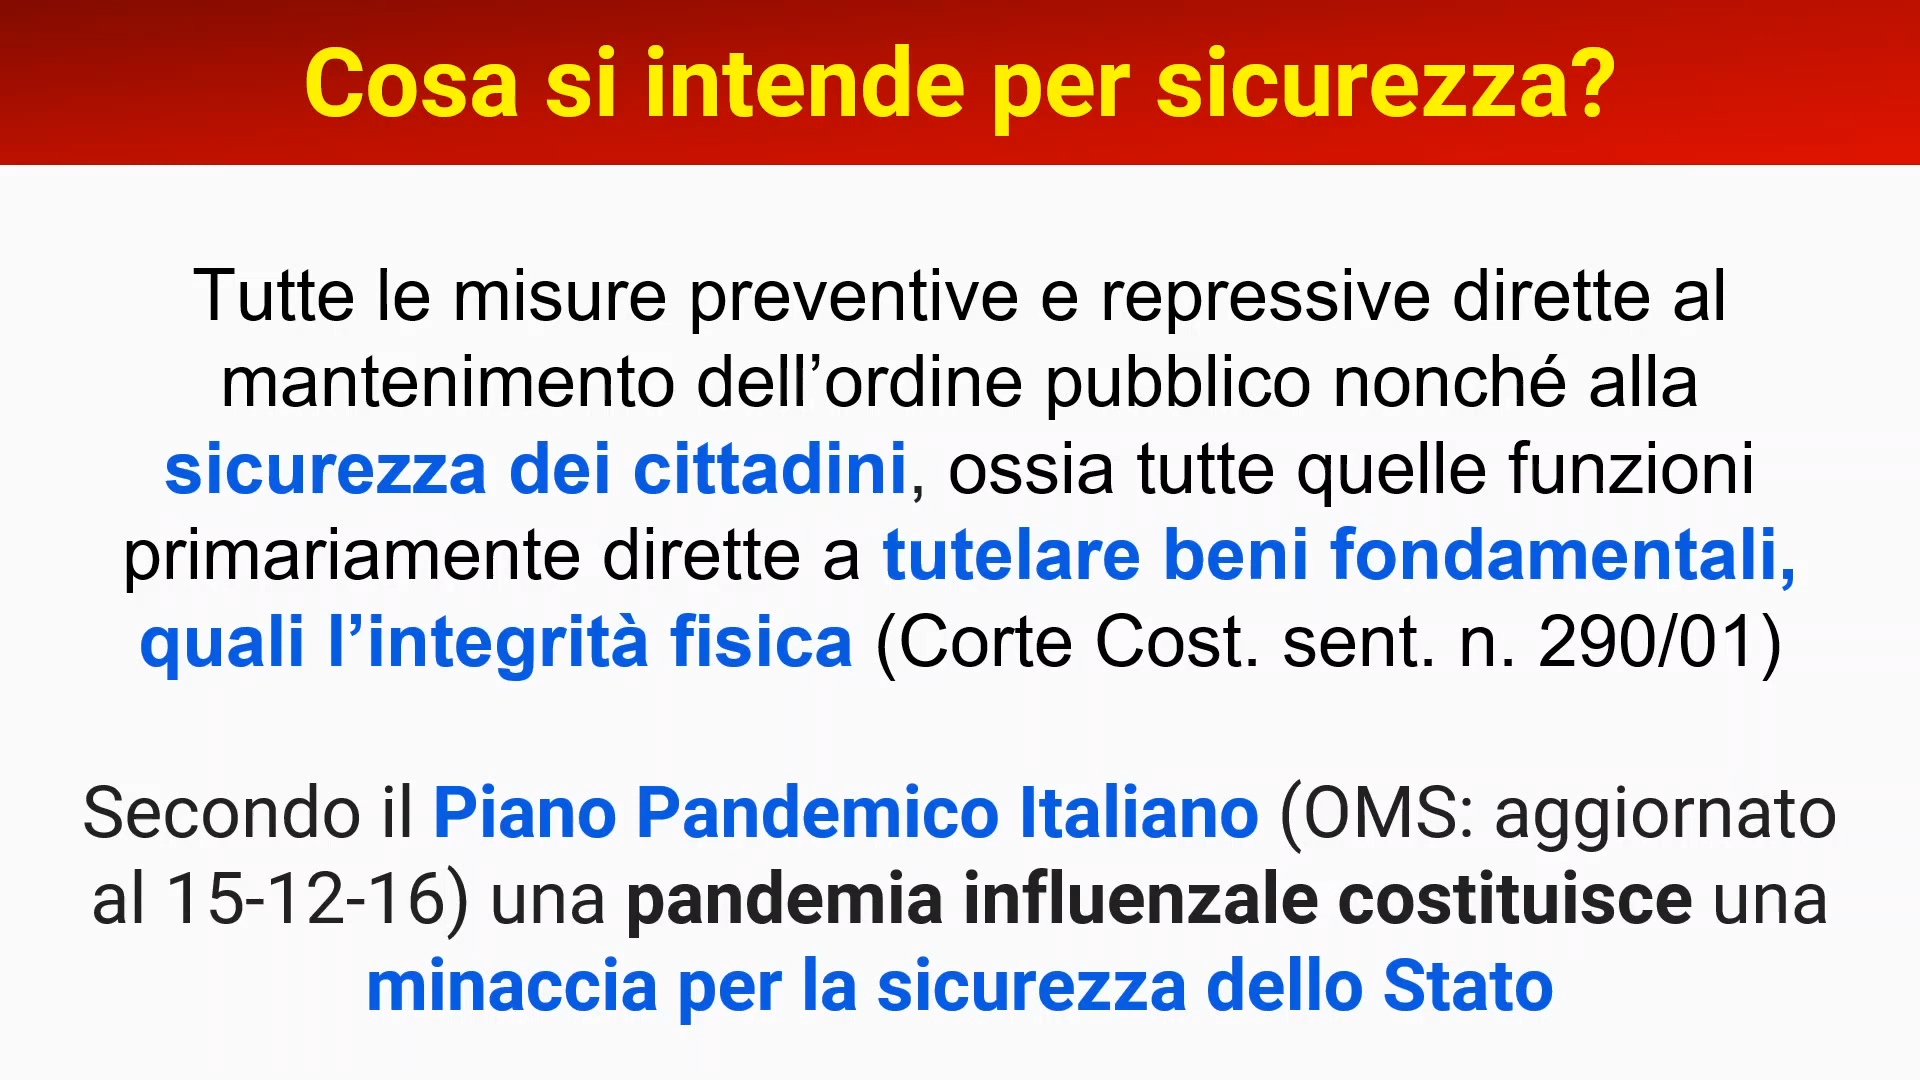 Cosa si intende per sicurezza?
Tutte le misure preventive e repressive dirette al
mantenimento dell’ordine pubblico nonché alla
sicurezza dei cittadini, ossia tutte quelle funzioni
primariamente dirette a tutelare beni fondamentali,
quali l’integrità fisica (Corte Cost. sent. n. 290/01)
Secondo il Piano Pandemico Italiano (OMS: aggiornato
al 15-12-16) una pandemia influenzale costituisce una
minaccia per la sicurezza dello Stato